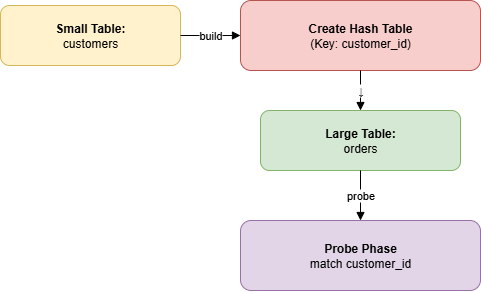 Small Table:
customers
build
Create Hash Table
(Key: customer_id)
Large Table:
orders
probe
Probe Phase
match customer_id